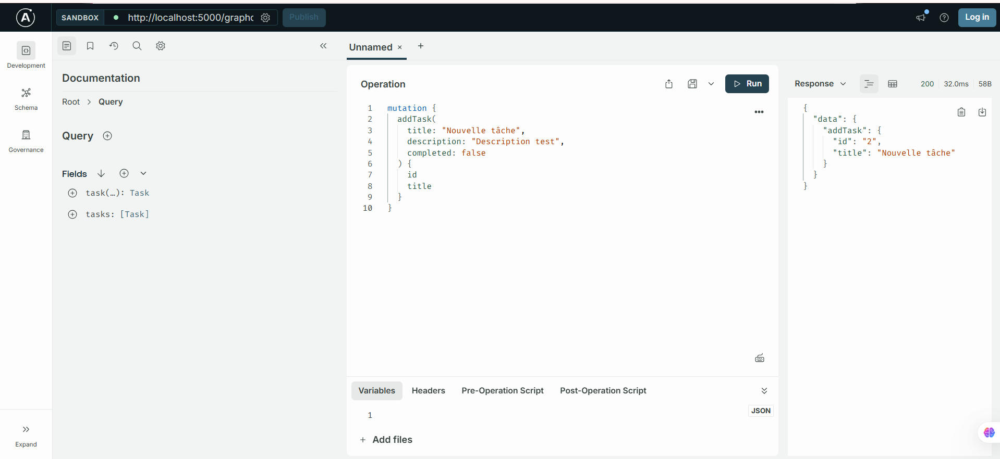 SANDBOX
http://localhost:5000/graphc
Publish
Log in
Development
Schema
Governance
Expand
Documentation
Root > Query
Query
Fields
task(…): Task
tasks: [Task]
Unnamed × +
Operation
Run
1 mutation {
2 addTask(
3 title: "Nouvelle tâche",
4 description: "Description test",
5 completed: false
6 ) {
7 id
8 title
9 }
10 }
Variables Headers Pre-Operation Script Post-Operation Script
1
JSON
+ Add files
Response
200 32.0ms 58B
{
"data": {
"addTask": {
"id": "2",
"title": "Nouvelle tâche"
}
}
}